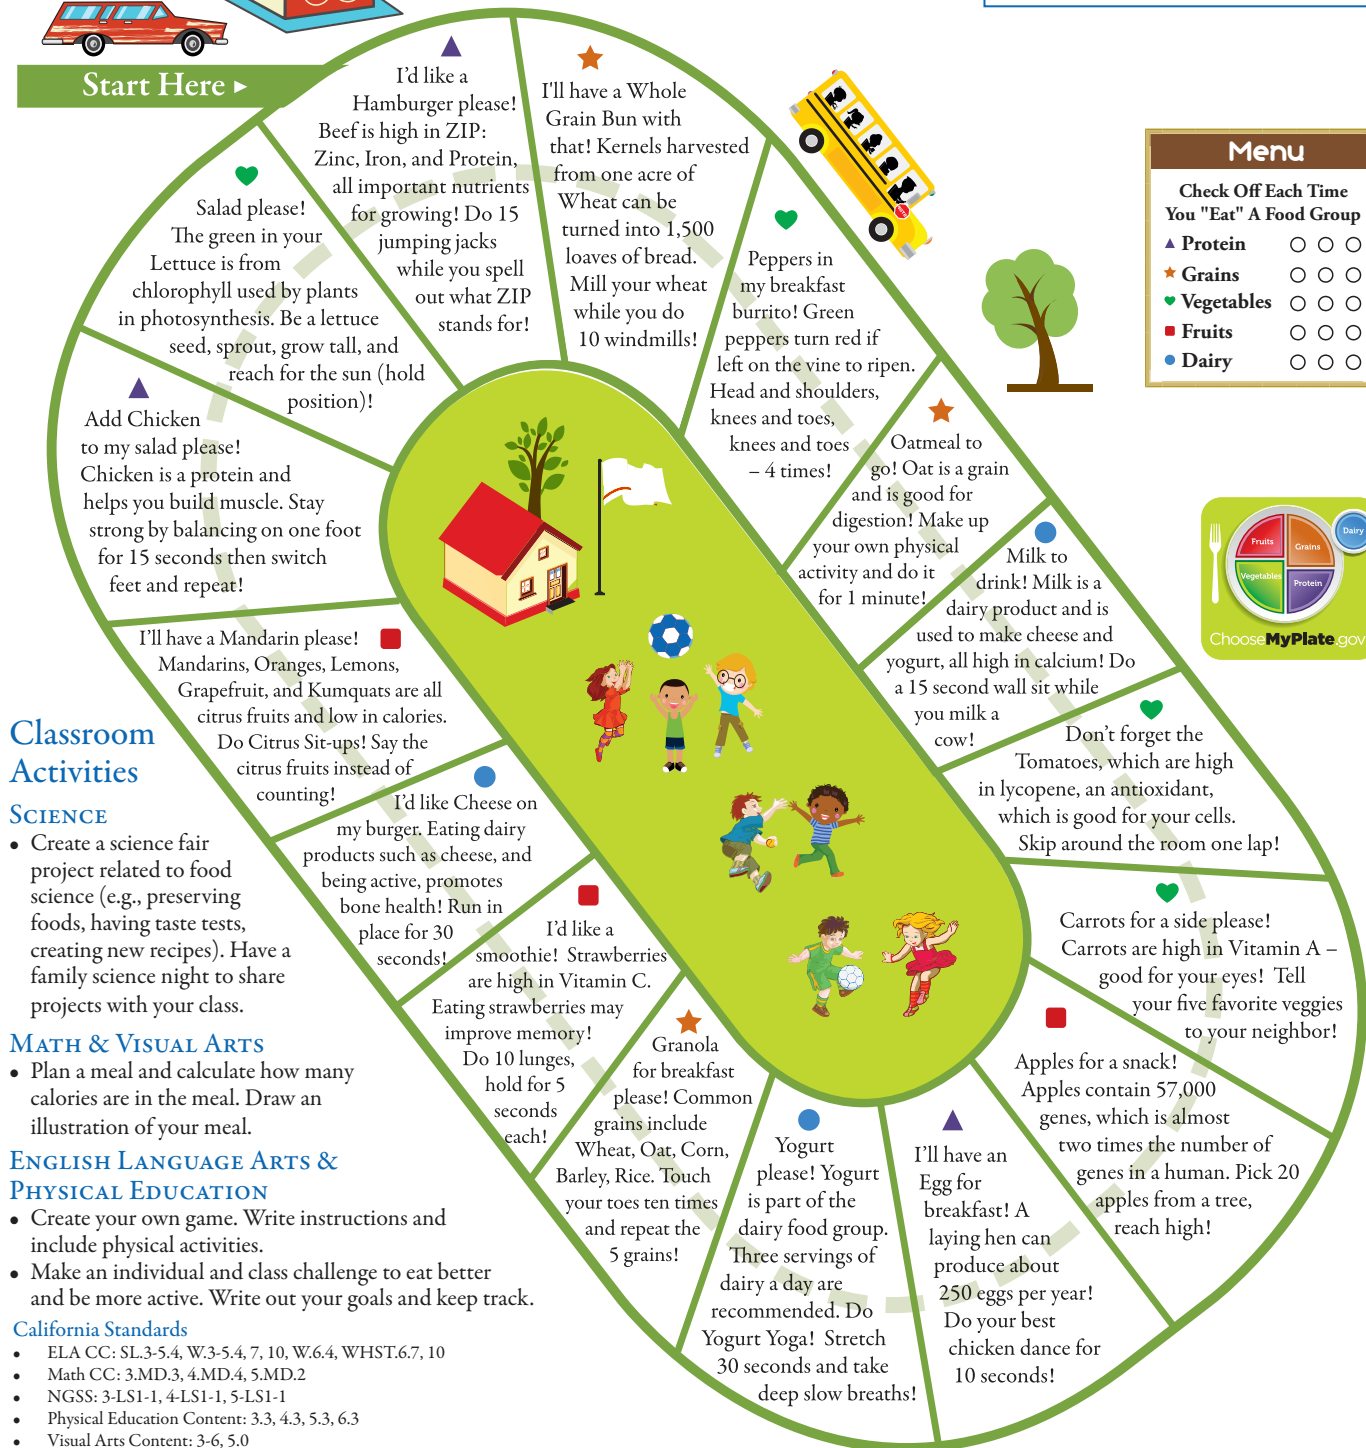 Start Here ▸
I’d like a
Hamburger please!
Beef is high in ZIP:
Zinc, Iron, and Protein,
all important nutrients
for growing! Do 15
jumping jacks
while you spell
out what ZIP
stands for!
I'll have a Whole
Grain Bun with
that! Kernels harvested
from one acre of
Wheat can be
turned into 1,500
loaves of bread.
Mill your wheat
while you do
10 windmills!
Peppers in
my breakfast
burrito! Green
peppers turn red if
left on the vine to ripen.
Head and shoulders,
knees and toes,
knees and toes
– 4 times!
Oatmeal to
go! Oat is a grain
and is good for
digestion! Make up
your own physical
activity and do it
for 1 minute!
Milk to
drink! Milk is a
dairy product and is
used to make cheese and
yogurt, all high in calcium! Do
a 15 second wall sit while
you milk a
cow!
Don’t forget the
Tomatoes, which are high
in lycopene, an antioxidant,
which is good for your cells.
Skip around the room one lap!
Carrots for a side please!
Carrots are high in Vitamin A –
good for your eyes! Tell
your five favorite veggies
to your neighbor!
Apples for a snack!
Apples contain 57,000
genes, which is almost
two times the number of
genes in a human. Pick 20
apples from a tree,
reach high!
I’ll have an
Egg for
breakfast! A
laying hen can
produce about
250 eggs per year!
Do your best
chicken dance for
10 seconds!
Yogurt
please! Yogurt
is part of the
dairy food group.
Three servings of
dairy a day are
recommended. Do
Yogurt Yoga! Stretch
30 seconds and take
deep slow breaths!
Granola
for breakfast
please! Common
grains include
Wheat, Oat, Corn,
Barley, Rice. Touch
your toes ten times
and repeat the
5 grains!
I’d like a
smoothie! Strawberries
are high in Vitamin C.
Eating strawberries may
improve memory!
Do 10 lunges,
hold for 5
seconds
each!
I’d like Cheese on
my burger. Eating dairy
products such as cheese, and
being active, promotes
bone health! Run in
place for 30
seconds!
I’ll have a Mandarin please!
Mandarins, Oranges, Lemons,
Grapefruit, and Kumquats are all
citrus fruits and low in calories.
Do Citrus Sit-ups! Say the
citrus fruits instead of
counting!
Add Chicken
to my salad please!
Chicken is a protein and
helps you build muscle. Stay
strong by balancing on one foot
for 15 seconds then switch
feet and repeat!
Salad please!
The green in your
Lettuce is from
chlorophyll used by plants
in photosynthesis. Be a lettuce
seed, sprout, grow tall, and
reach for the sun (hold
position)!
Menu
Check Off Each Time
You "Eat" A Food Group
Protein
Grains
Vegetables
Fruits
Dairy
Fruits
Grains
Dairy
Vegetables
Protein
ChooseMyPlate.gov
Classroom
Activities
Science
• Create a science fair
project related to food
science (e.g., preserving
foods, having taste tests,
creating new recipes). Have a
family science night to share
projects with your class.
Math & Visual Arts
• Plan a meal and calculate how many
calories are in the meal. Draw an
illustration of your meal.
English Language Arts &
Physical Education
• Create your own game. Write instructions and
include physical activities.
• Make an individual and class challenge to eat better
and be more active. Write out your goals and keep track.
California Standards
• ELA CC: SL.3-5.4, W.3-5.4, 7, 10, W.6.4, WHST.6.7, 10
• Math CC: 3.MD.3, 4.MD.4, 5.MD.2
• NGSS: 3-LS1-1, 4-LS1-1, 5-LS1-1
• Physical Education Content: 3.3, 4.3, 5.3, 6.3
• Visual Arts Content: 3-6, 5.0